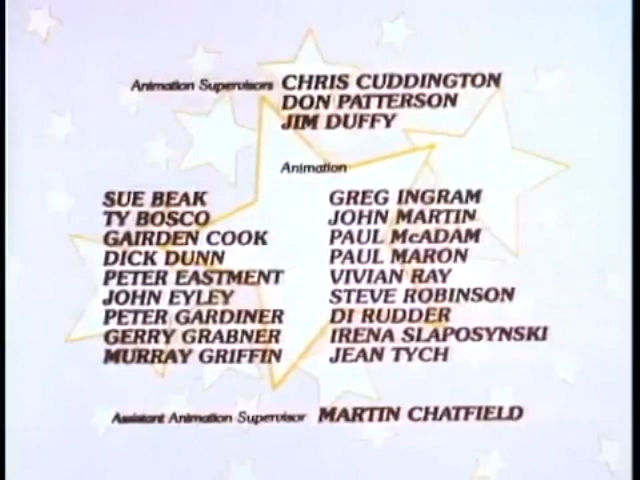 Animation Supervisors CHRIS CUDDINGTON
DON PATTERSON
JIM DUFFY
Animation
SUE BEAK GREG INGRAM
TY BOSCO JOHN MARTIN
GAIRDEN COOK PAUL McADAM
DICK DUNN PAUL MARON
PETER EASTMENT VIVIAN RAY
JOHN EYLEY STEVE ROBINSON
PETER GARDINER DI RUDDER
GERRY GRABNER IRENA SLAPOSYNSKI
MURRAY GRIFFIN JEAN TYCH
Assistant Animation Supervisor MARTIN CHATFIELD